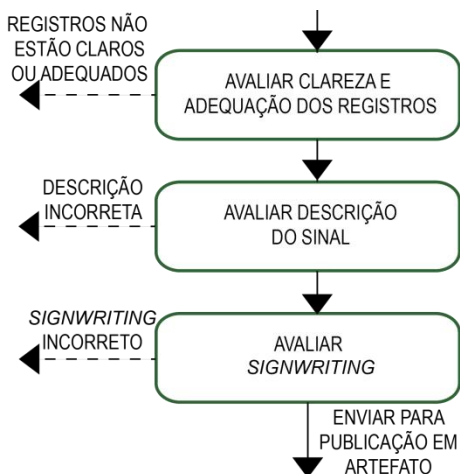 REGISTROS NÃO
ESTÃO CLAROS
OU ADEQUADOS
AVALIAR CLAREZA E
ADEQUAÇÃO DOS REGISTROS
DESCRIÇÃO
INCORRETA
AVALIAR DESCRIÇÃO
DO SINAL
SIGNWRITING
INCORRETO
AVALIAR
SIGNWRITING
ENVIAR PARA
PUBLICAÇÃO EM
ARTEFATO